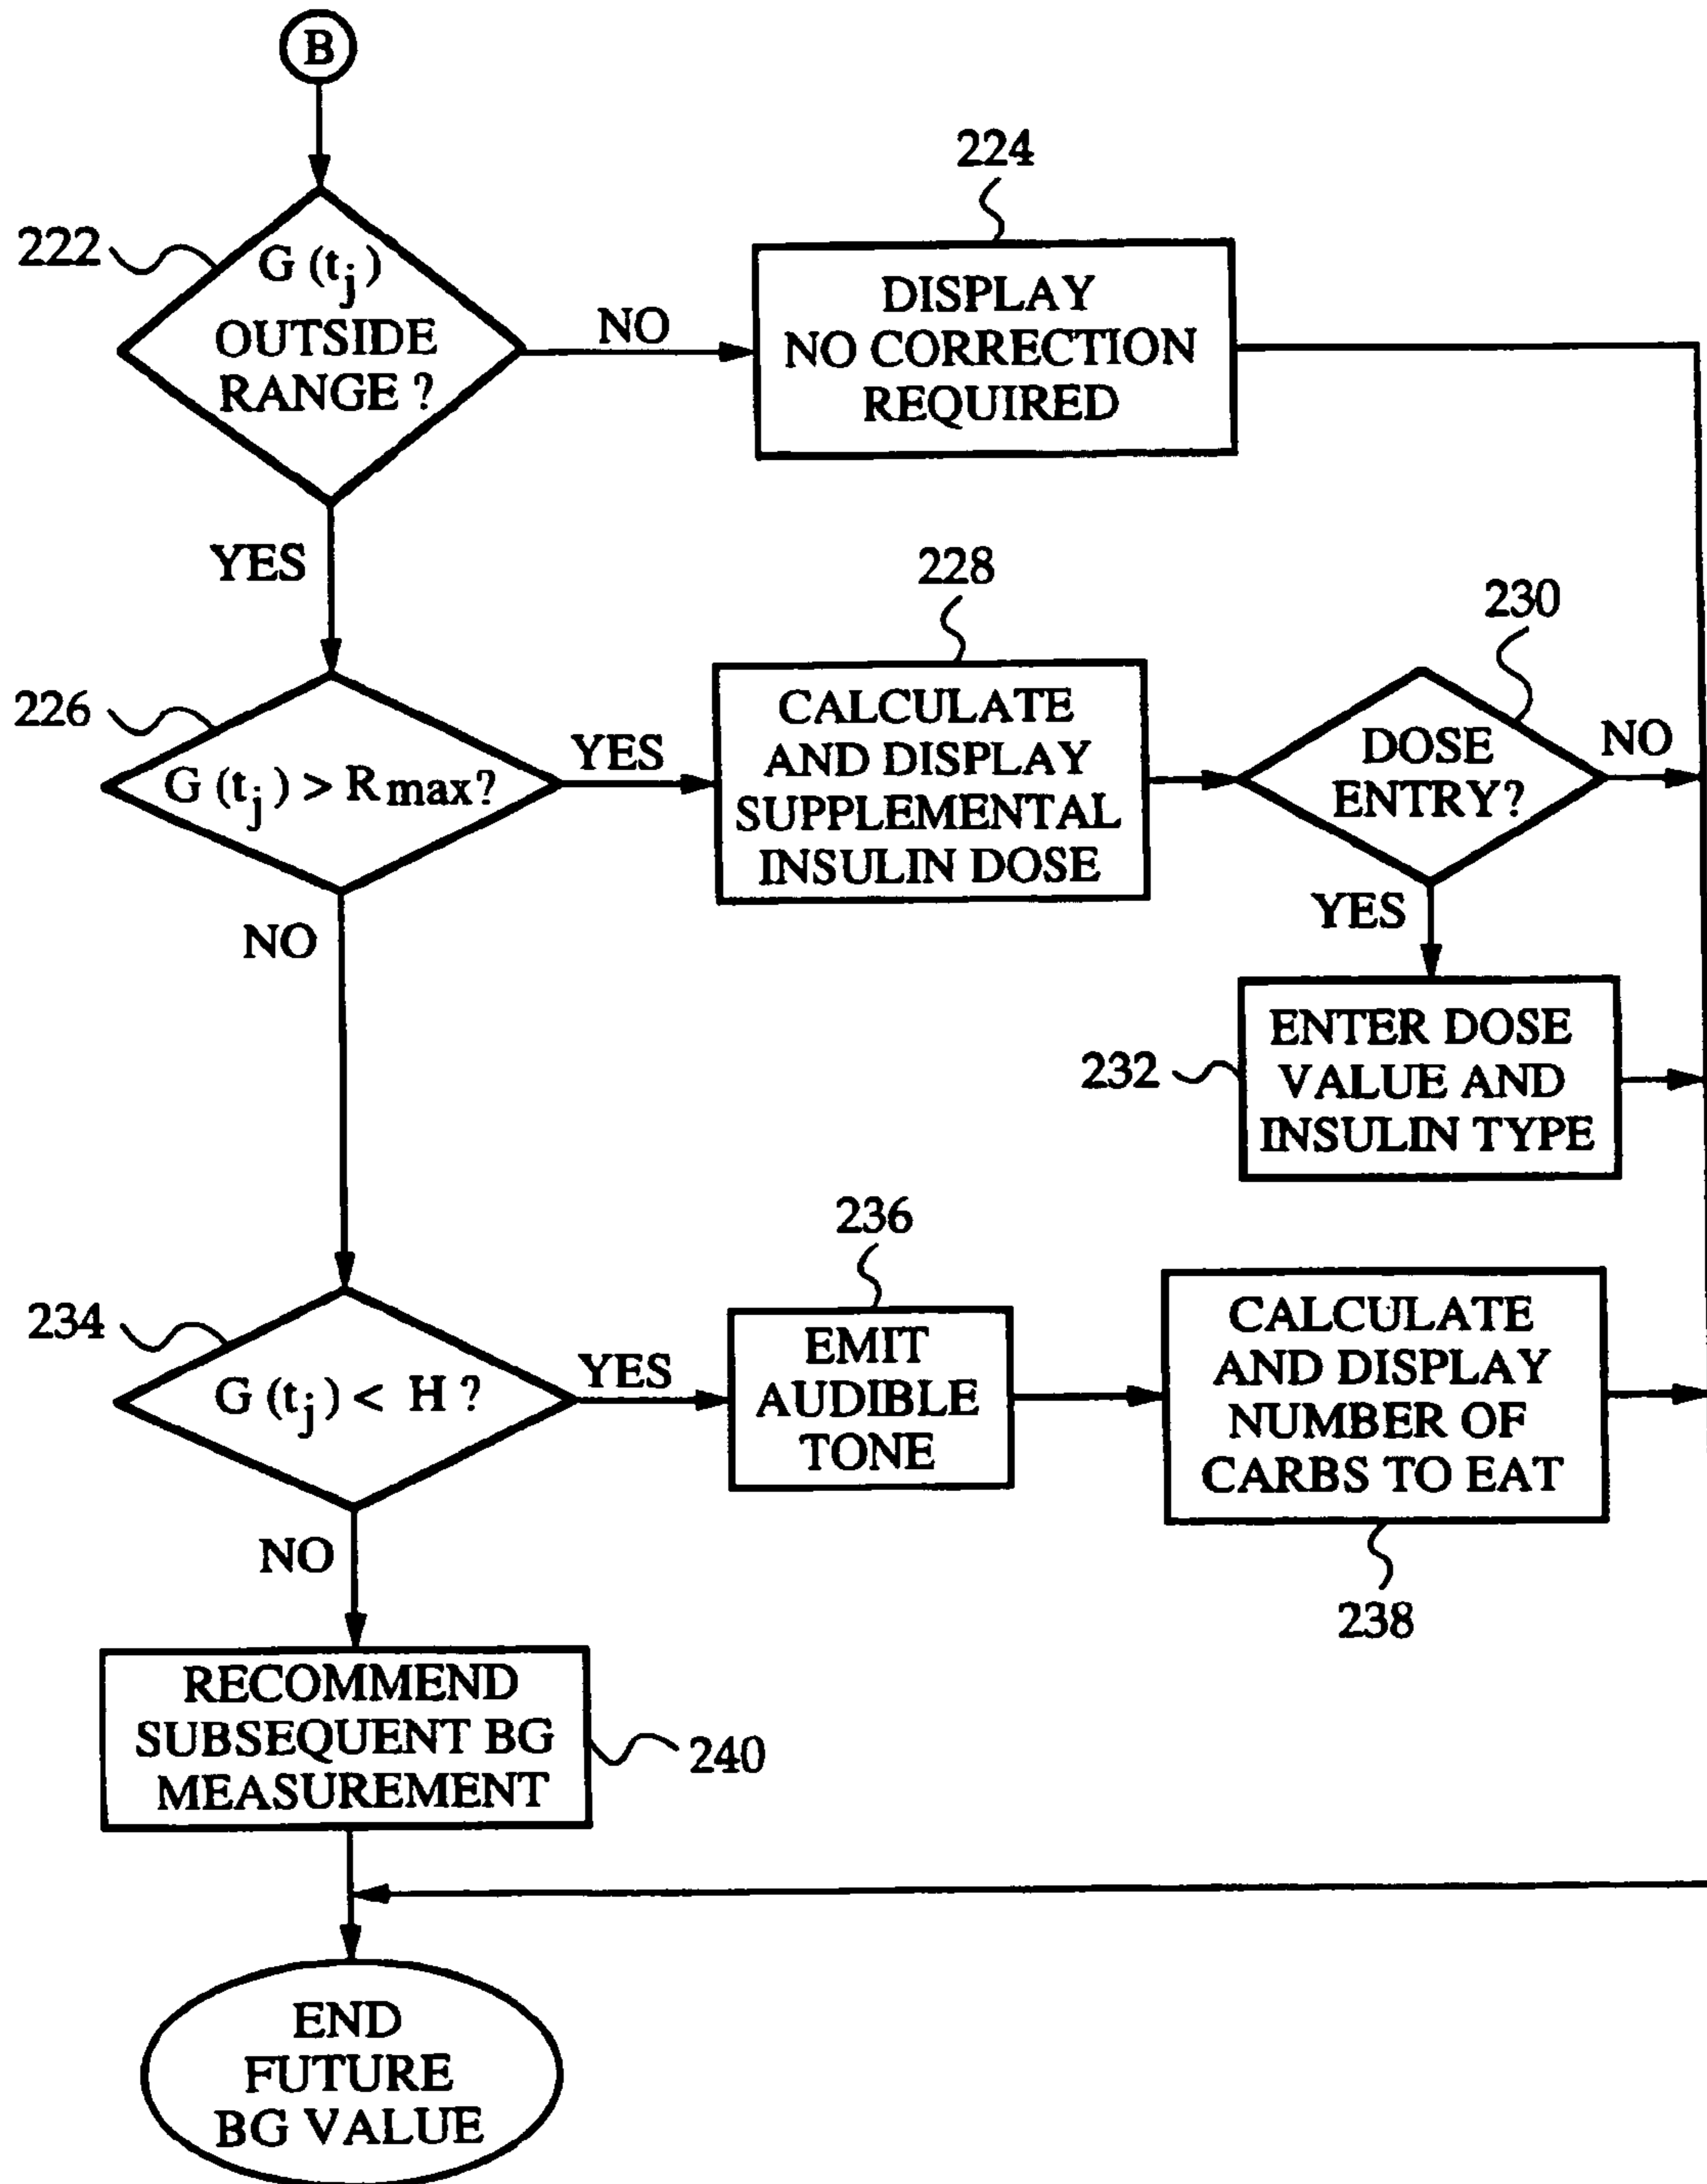 B
224
222
G (tj)
OUTSIDE
RANGE ?
NO
DISPLAY
NO CORRECTION
REQUIRED
YES
228
230
226
G (tj) > Rmax?
YES
CALCULATE
AND DISPLAY
SUPPLEMENTAL
INSULIN DOSE
DOSE
ENTRY?
NO
NO
YES
232
ENTER DOSE
VALUE AND
INSULIN TYPE
236
234
G (tj) < H ?
YES
EMIT
AUDIBLE
TONE
CALCULATE
AND DISPLAY
NUMBER OF
CARBS TO EAT
238
NO
RECOMMEND
SUBSEQUENT BG
MEASUREMENT
240
END
FUTURE
BG VALUE